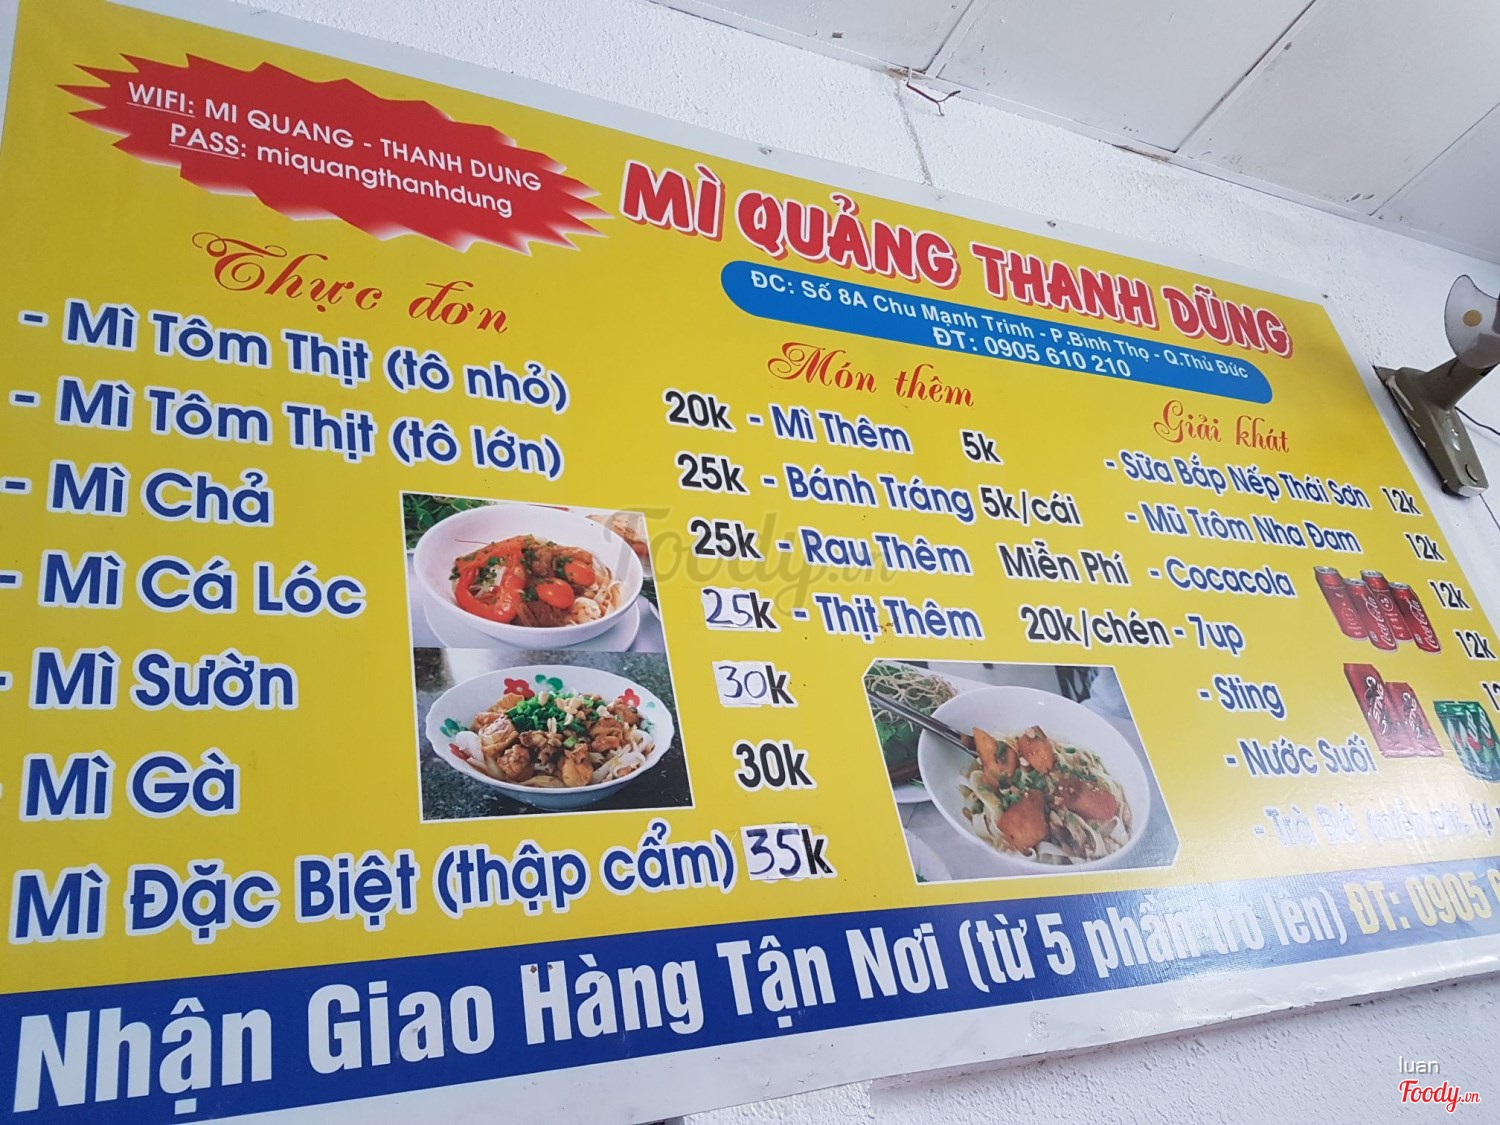 WIFI: MI QUANG - THANH DUNG
PASS: miquangthanhdung
MÌ QUẢNG THANH DŨNG
ĐC: Số 8A Chu Mạnh Trinh - P.Bình Thọ - Q.Thủ Đức
ĐT: 0905 610 210
Thực đơn
- Mì Tôm Thịt (tô nhỏ) 20k
- Mì Tôm Thịt (tô lớn) 25k
- Mì Chả 25k
- Mì Cá Lóc 25k
- Mì Sườn 30k
- Mì Gà 30k
Mì Đặc Biệt (thập cẩm) 35k
Món thêm
- Mì Thêm 5k
- Bánh Tráng 5k/cái
- Rau Thêm Miễn Phí
- Thịt Thêm 20k/chén
Giải khát
- Sữa Bắp Nếp Thái Sơn 12k
- Mủ Trôm Nha Đam 12k
- Cocacola 12k
- 7up 12k
- Sting
- Nước Suối
- Trà Đá
Nhận Giao Hàng Tận Nơi (từ 5 phần trở lên) ĐT: 0905
Foody.vn
luan
Foody.vn